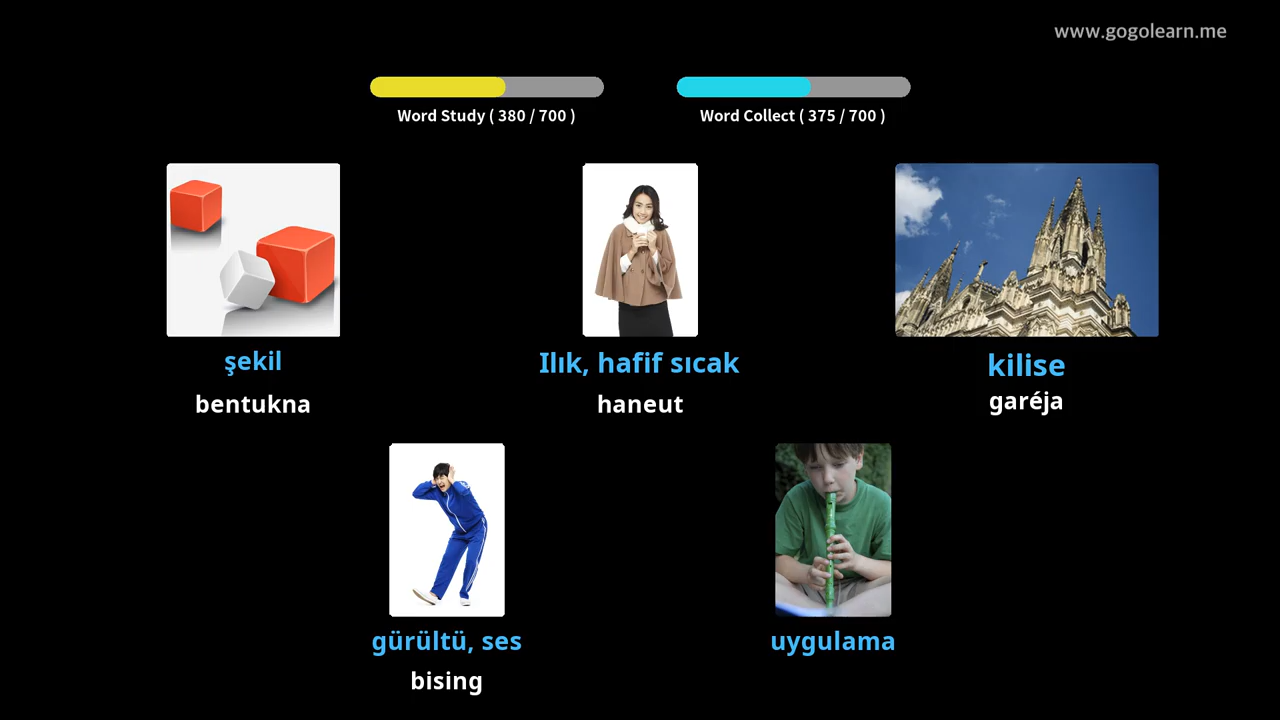 www.gogolearn.me
Word Study ( 380 / 700 )
Word Collect ( 375 / 700 )
şekil
bentukna
Ilık, hafif sıcak
haneut
kilise
garéja
gürültü, ses
bising
uygulama